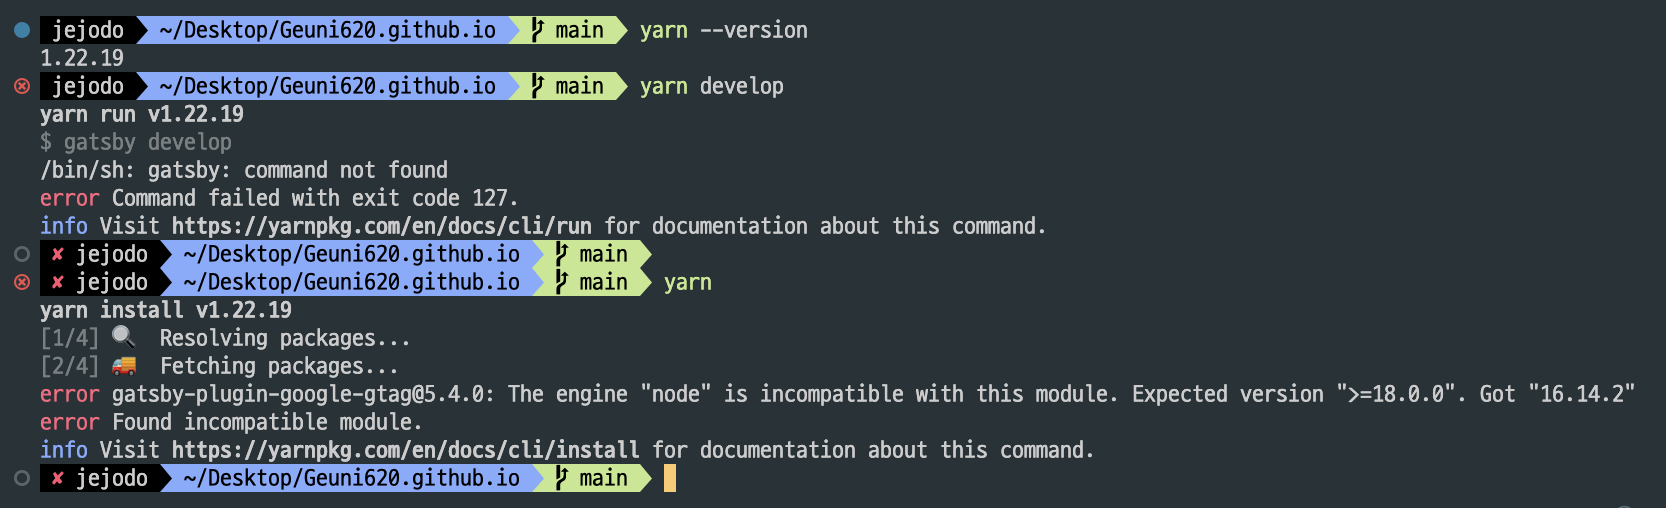 jejodo ~/Desktop/Geuni620.github.io main yarn --version
1.22.19
jejodo ~/Desktop/Geuni620.github.io main yarn develop
yarn run v1.22.19
$ gatsby develop
/bin/sh: gatsby: command not found
error Command failed with exit code 127.
info Visit https://yarnpkg.com/en/docs/cli/run for documentation about this command.
✘ jejodo ~/Desktop/Geuni620.github.io main
✘ jejodo ~/Desktop/Geuni620.github.io main yarn
yarn install v1.22.19
[1/4] 🔍 Resolving packages...
[2/4] 🚚 Fetching packages...
error gatsby-plugin-google-gtag@5.4.0: The engine "node" is incompatible with this module. Expected version ">=18.0.0". Got "16.14.2"
error Found incompatible module.
info Visit https://yarnpkg.com/en/docs/cli/install for documentation about this command.
✘ jejodo ~/Desktop/Geuni620.github.io main